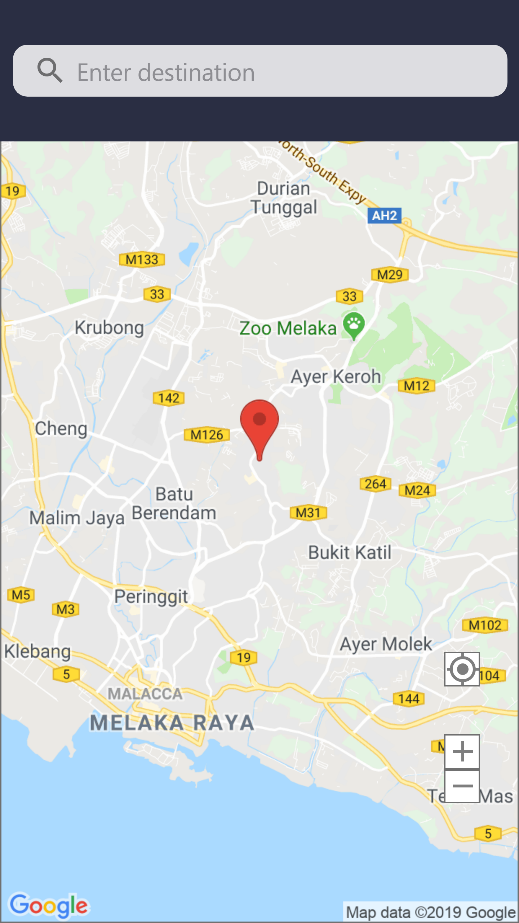 Enter destination
North-South Expy
19
Durian
Tunggal
AH2
M133
M29
33
33
Krubong
Zoo Melaka
Ayer Keroh
M12
142
Cheng
M126
264
M24
Batu
Berendam
Malim Jaya
M31
Bukit Katil
M5
M3
Peringgit
M102
Klebang
19
Ayer Molek
5
104
MALACCA
144
MELAKA RAYA
+
−
Mas
5
Google
Map data ©2019 Google